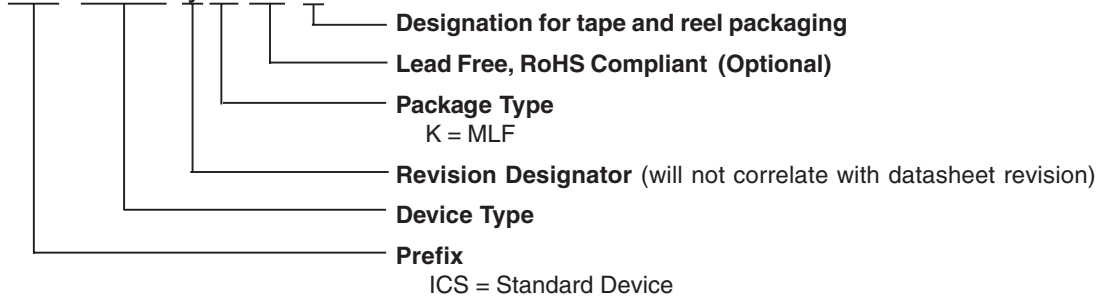 Designation for tape and reel packaging
Lead Free, RoHS Compliant (Optional)
Package Type
K = MLF
Revision Designator (will not correlate with datasheet revision)
Device Type
Prefix
ICS = Standard Device